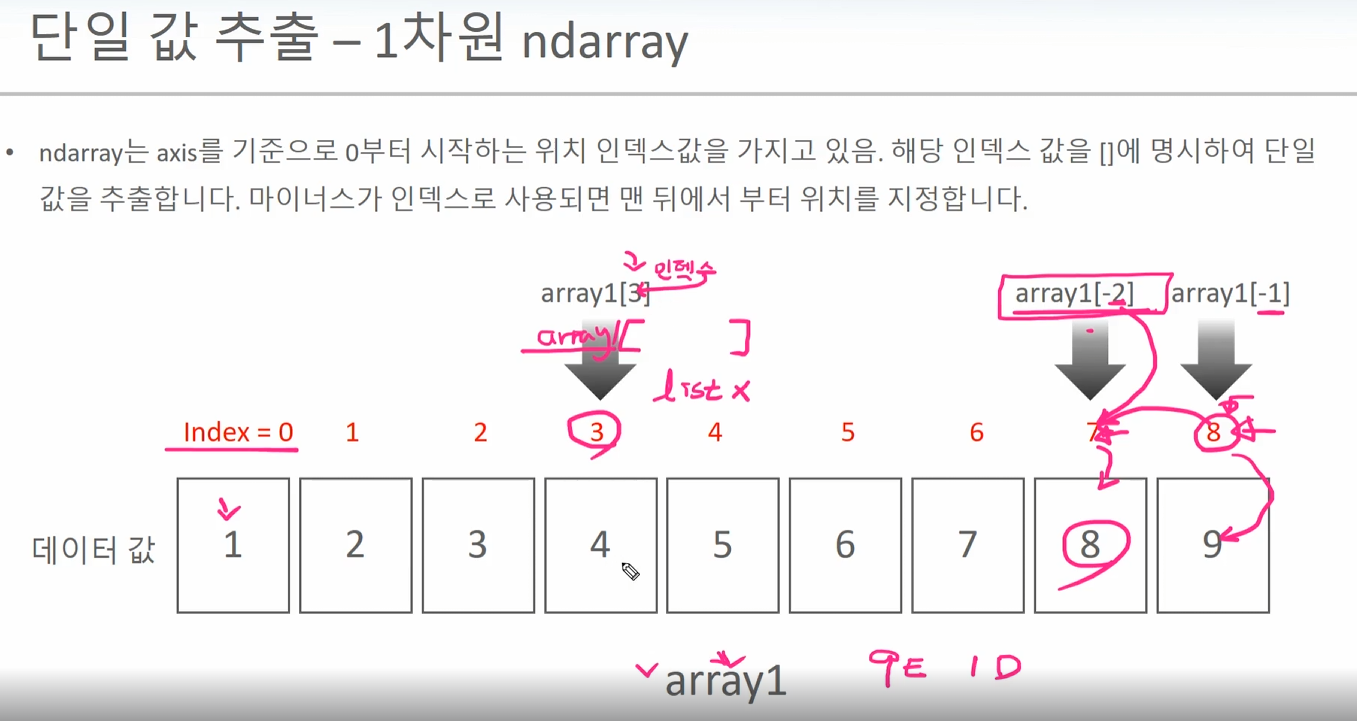 단일 값 추출 – 1차원 ndarray
• ndarray는 axis를 기준으로 0부터 시작하는 위치 인덱스값을 가지고 있음. 해당 인덱스 값을 []에 명시하여 단일
값을 추출합니다. 마이너스가 인덱스로 사용되면 맨 뒤에서 부터 위치를 지정합니다.
인덱스
array1[3] array1[-2] array1[-1]
array[ ]
list x
Index = 0 1 2 3 4 5 6 7 8
데이터 값 1 2 3 4 5 6 7 8 9
array1 1D